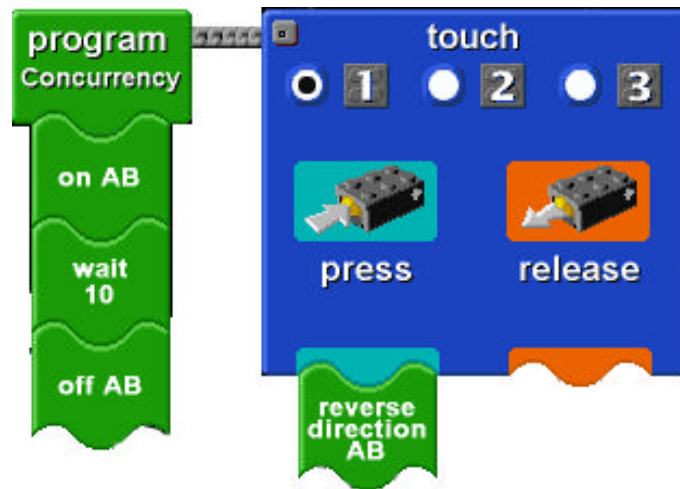 program
Concurrency
on AB
wait
10
off AB
touch
1 2 3
press
release
reverse
direction
AB